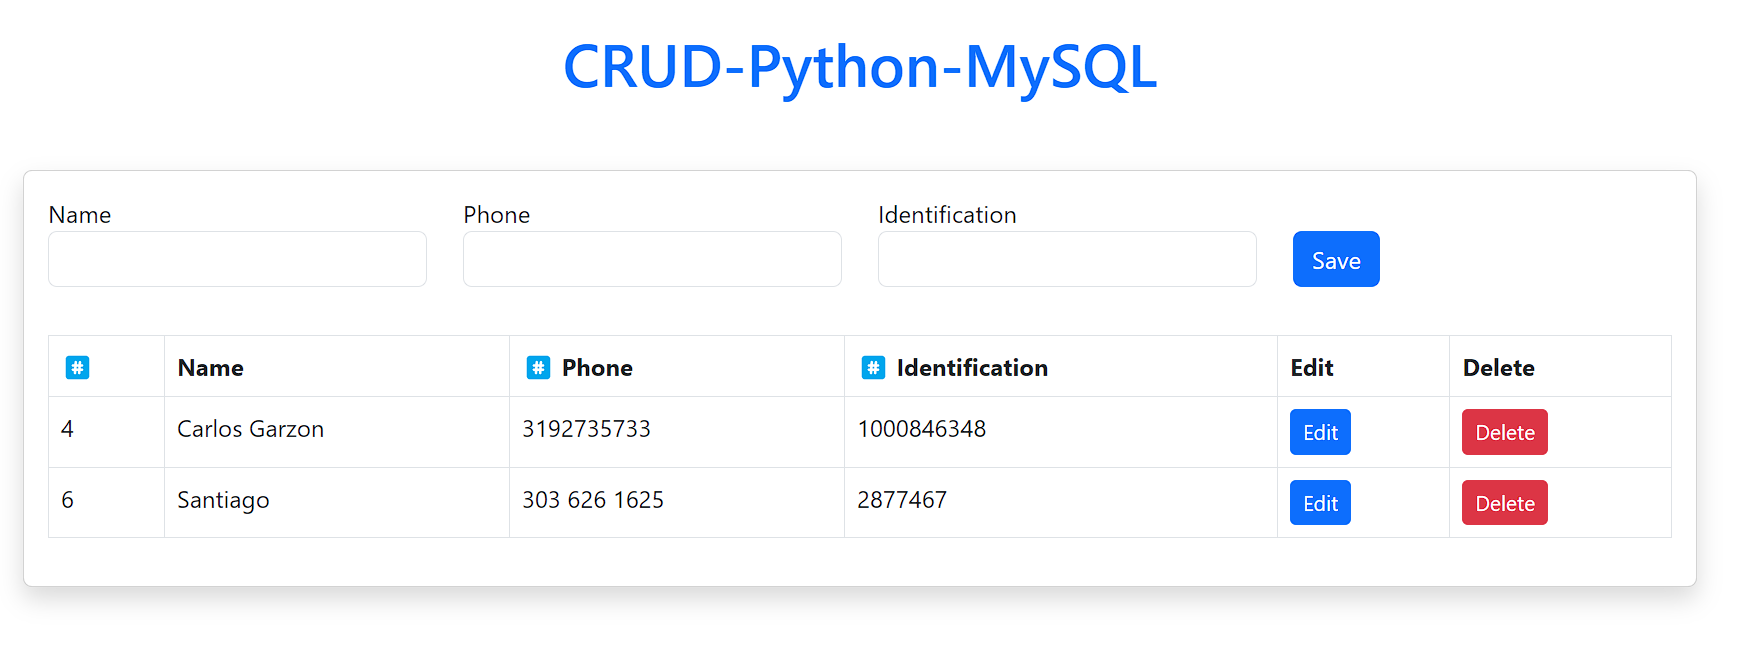 CRUD-Python-MySQL
Name Phone Identification
Save
# Name # Phone # Identification Edit Delete
4 Carlos Garzon 3192735733 1000846348 Edit Delete
6 Santiago 303 626 1625 2877467 Edit Delete